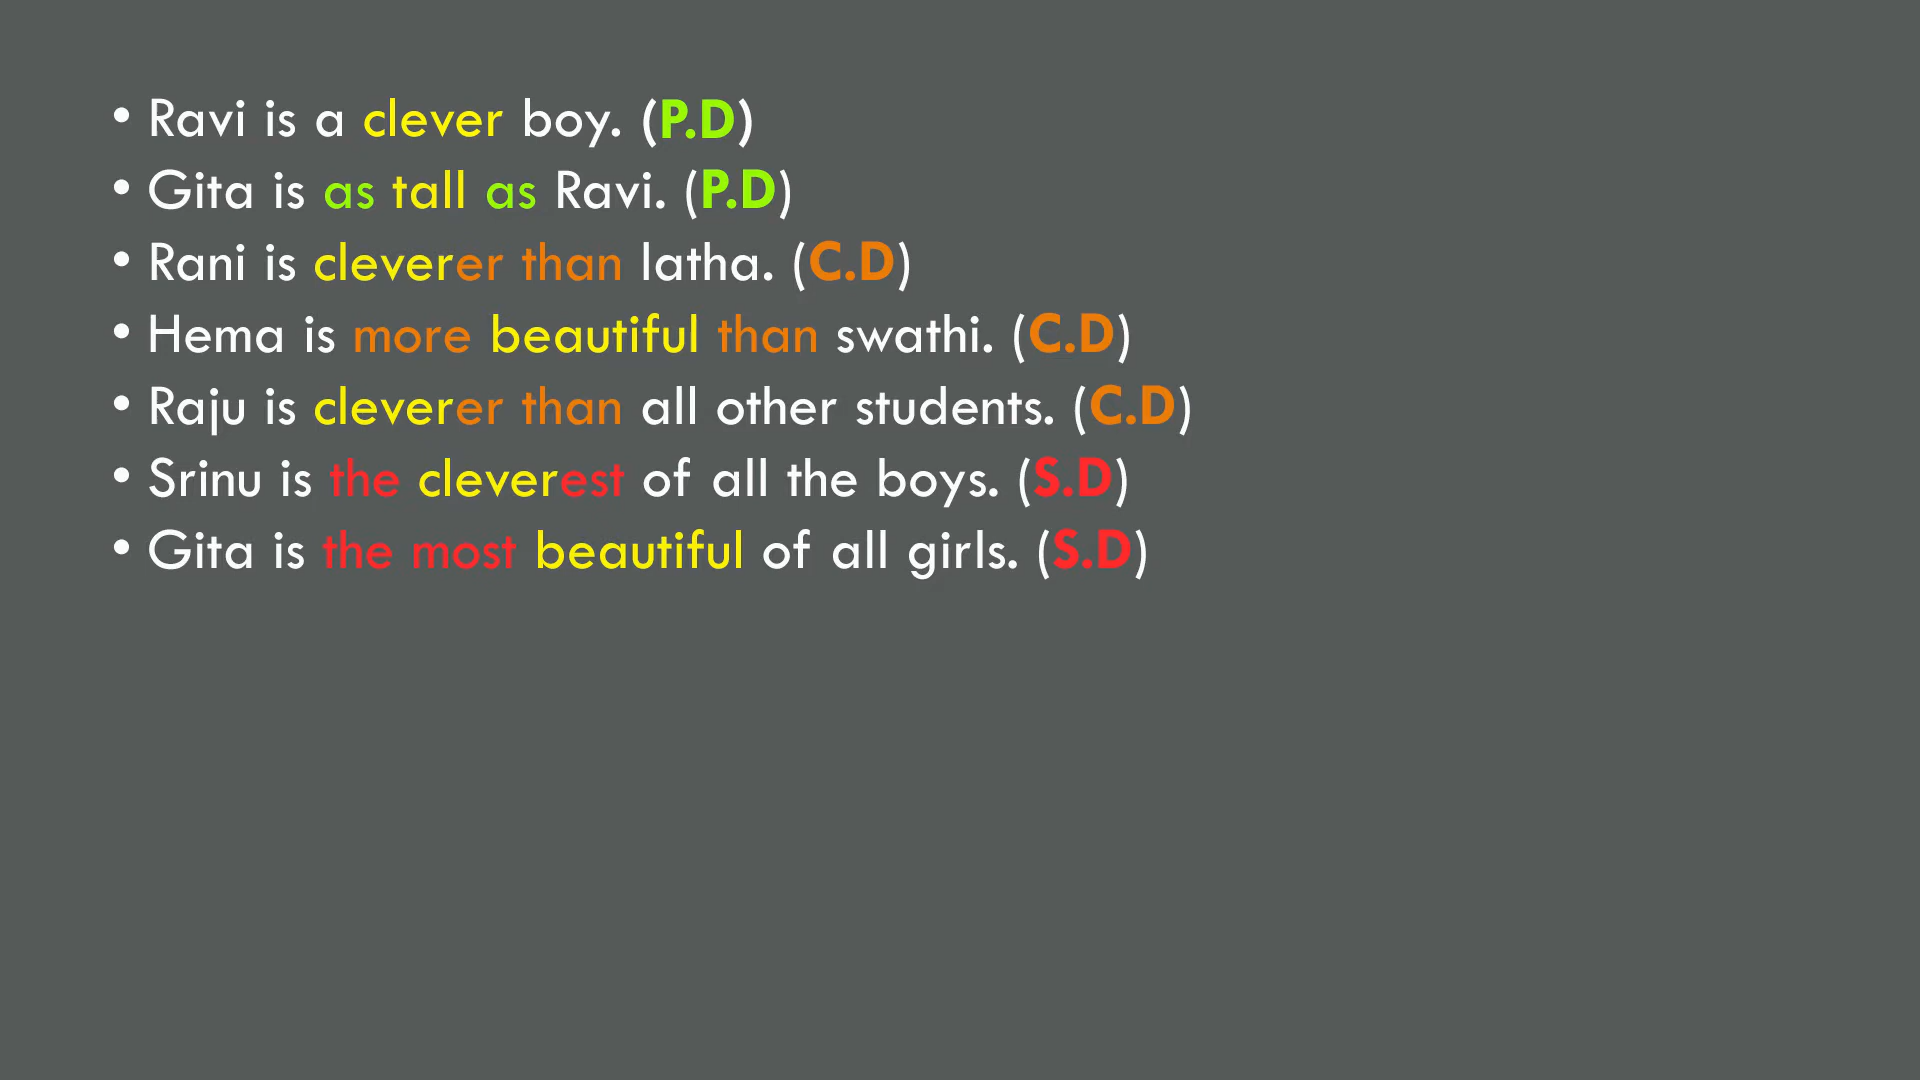 • Ravi is a clever boy. (P.D)
• Gita is as tall as Ravi. (P.D)
• Rani is cleverer than latha. (C.D)
• Hema is more beautiful than swathi. (C.D)
• Raju is cleverer than all other students. (C.D)
• Srinu is the cleverest of all the boys. (S.D)
• Gita is the most beautiful of all girls. (S.D)